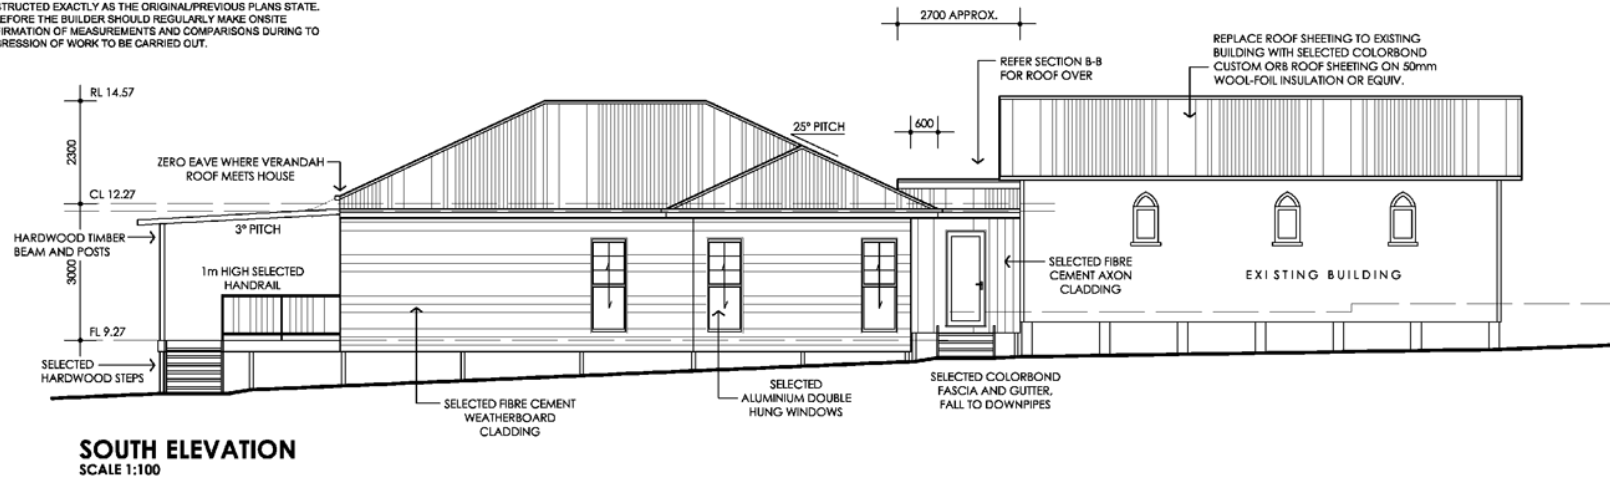 STRUCTED EXACTLY AS THE ORIGINAL/PREVIOUS PLANS STATE.
EFORE THE BUILDER SHOULD REGULARLY MAKE ONSITE
IRMATION OF MEASUREMENTS AND COMPARISONS DURING TO
RESSION OF WORK TO BE CARRIED OUT.
2700 APPROX.
REFER SECTION B-B
FOR ROOF OVER
REPLACE ROOF SHEETING TO EXISTING
BUILDING WITH SELECTED COLORBOND
CUSTOM ORB ROOF SHEETING ON 50mm
WOOL-FOIL INSULATION OR EQUIV.
RL 14.57
2300
25° PITCH
600
ZERO EAVE WHERE VERANDAH
ROOF MEETS HOUSE
CL 12.27
3° PITCH
HARDWOOD TIMBER
BEAM AND POSTS
3000
1m HIGH SELECTED
HANDRAIL
SELECTED FIBRE
CEMENT AXON
CLADDING
EXISTING BUILDING
FL 9.27
SELECTED
HARDWOOD STEPS
SELECTED FIBRE CEMENT
WEATHERBOARD
CLADDING
SELECTED
ALUMINIUM DOUBLE
HUNG WINDOWS
SELECTED COLORBOND
FASCIA AND GUTTER,
FALL TO DOWNPIPES
SOUTH ELEVATION
SCALE 1:100